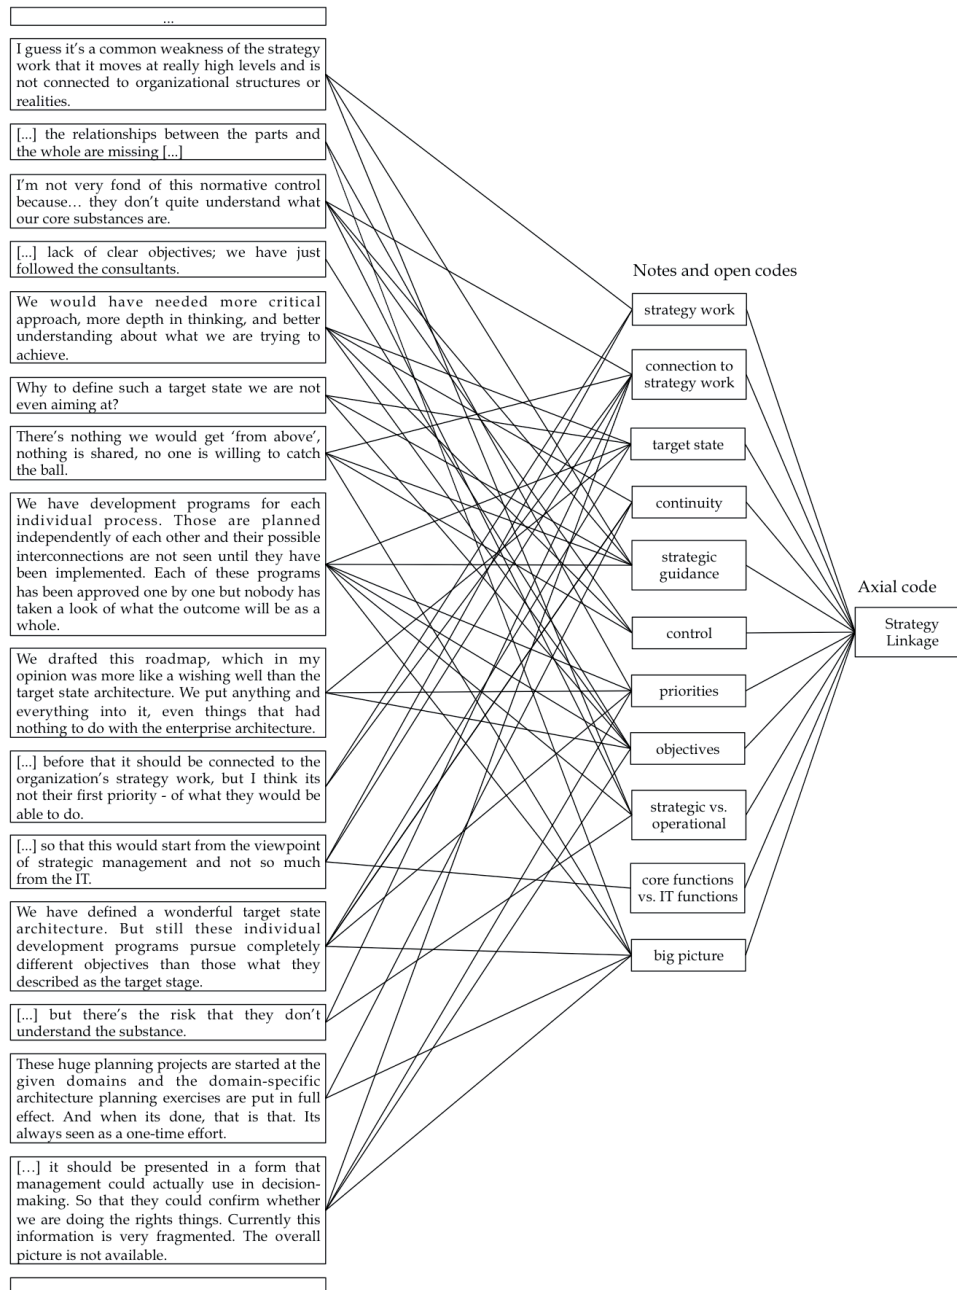 ...
I guess it's a common weakness of the strategy
work that it moves at really high levels and is
not connected to organizational structures or
realities.
[...] the relationships between the parts and
the whole are missing [...]
I'm not very fond of this normative control
because… they don't quite understand what
our core substances are.
[...] lack of clear objectives; we have just
followed the consultants.
We would have needed more critical
approach, more depth in thinking, and better
understanding about what we are trying to
achieve.
Why to define such a target state we are not
even aiming at?
There's nothing we would get 'from above',
nothing is shared, no one is willing to catch
the ball.
We have development programs for each
individual process. Those are planned
independently of each other and their possible
interconnections are not seen until they have
been implemented. Each of these programs
has been approved one by one but nobody has
taken a look of what the outcome will be as a
whole.
We drafted this roadmap, which in my
opinion was more like a wishing well than the
target state architecture. We put anything and
everything into it, even things that had
nothing to do with the enterprise architecture.
[...] before that it should be connected to the
organization's strategy work, but I think its
not their first priority - of what they would be
able to do.
[...] so that this would start from the viewpoint
of strategic management and not so much
from the IT.
We have defined a wonderful target state
architecture. But still these individual
development programs pursue completely
different objectives than those what they
described as the target stage.
[...] but there's the risk that they don't
understand the substance.
These huge planning projects are started at the
given domains and the domain-specific
architecture planning exercises are put in full
effect. And when its done, that is that. Its
always seen as a one-time effort.
[…] it should be presented in a form that
management could actually use in decision-
making. So that they could confirm whether
we are doing the rights things. Currently this
information is very fragmented. The overall
picture is not available.
Notes and open codes
strategy work
connection to
strategy work
target state
continuity
strategic
guidance
control
priorities
objectives
strategic vs.
operational
core functions
vs. IT functions
big picture
Axial code
Strategy
Linkage